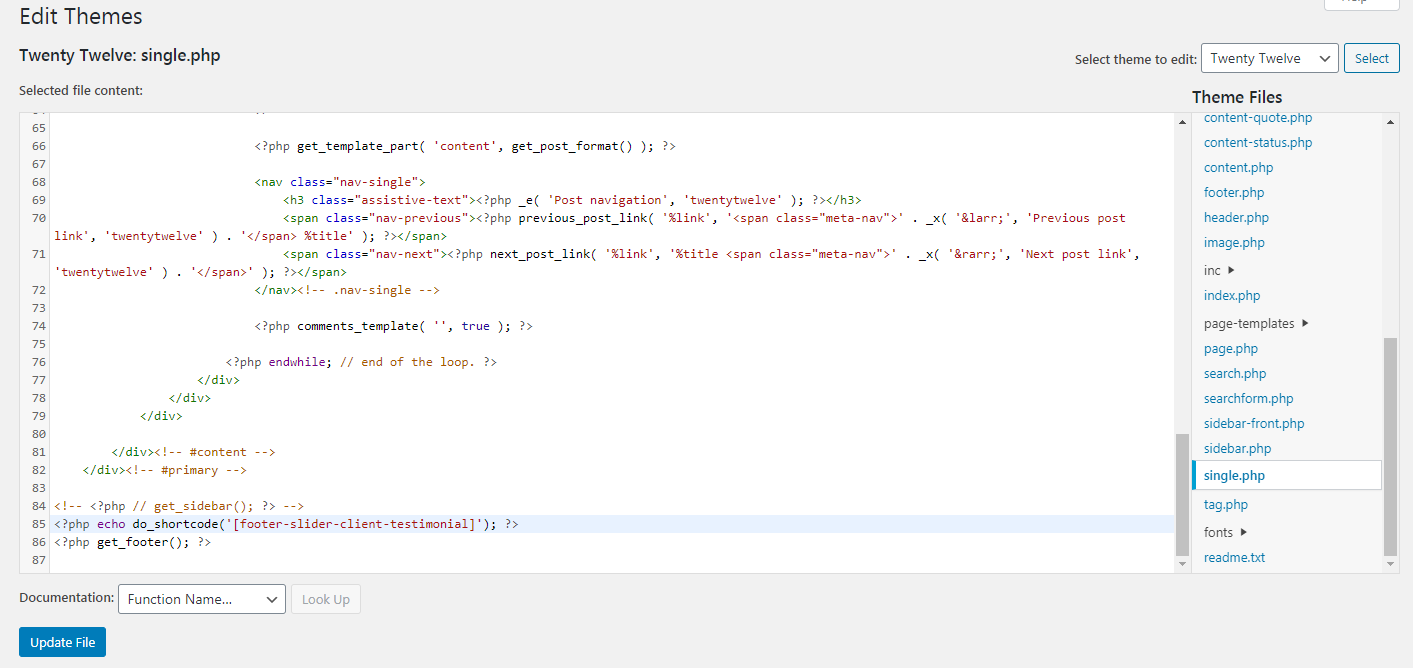 Edit Themes
Twenty Twelve: single.php
Select theme to edit: Twenty Twelve Select
Selected file content:
Theme Files
65
66 <?php get_template_part( 'content', get_post_format() ); ?>
67
68 <nav class="nav-single">
69 <h3 class="assistive-text"><?php _e( 'Post navigation', 'twentytwelve' ); ?></h3>
70 <span class="nav-previous"><?php previous_post_link( '%link', '<span class="meta-nav">' . _x( '&larr;', 'Previous post
link', 'twentytwelve' ) . '</span> %title' ); ?></span>
71 <span class="nav-next"><?php next_post_link( '%link', '%title <span class="meta-nav">' . _x( '&rarr;', 'Next post link',
'twentytwelve' ) . '</span>' ); ?></span>
72 </nav><!-- .nav-single -->
73
74 <?php comments_template( '', true ); ?>
75
76 <?php endwhile; // end of the loop. ?>
77 </div>
78 </div>
79 </div>
80
81 </div><!-- #content -->
82 </div><!-- #primary -->
83
84 <!-- <?php // get_sidebar(); ?> -->
85 <?php echo do_shortcode('[footer-slider-client-testimonial]'); ?>
86 <?php get_footer(); ?>
87
content-quote.php
content-status.php
content.php
footer.php
header.php
image.php
inc
index.php
page-templates
page.php
search.php
searchform.php
sidebar-front.php
sidebar.php
single.php
tag.php
fonts
readme.txt
Documentation: Function Name... Look Up
Update File